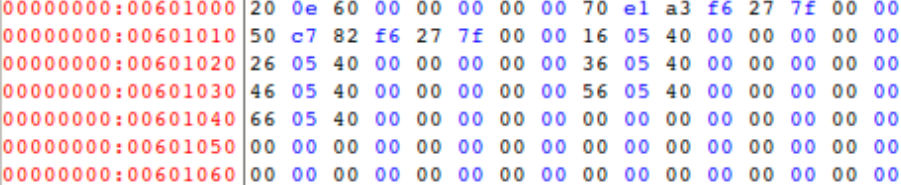 00000000:00601000 20 0e 60 00 00 00 00 00 70 e1 a3 f6 27 7f 00 00
00000000:00601010 50 c7 82 f6 27 7f 00 00 16 05 40 00 00 00 00 00
00000000:00601020 26 05 40 00 00 00 00 00 36 05 40 00 00 00 00 00
00000000:00601030 46 05 40 00 00 00 00 00 56 05 40 00 00 00 00 00
00000000:00601040 66 05 40 00 00 00 00 00 00 00 00 00 00 00 00 00
00000000:00601050 00 00 00 00 00 00 00 00 00 00 00 00 00 00 00 00
00000000:00601060 00 00 00 00 00 00 00 00 00 00 00 00 00 00 00 00